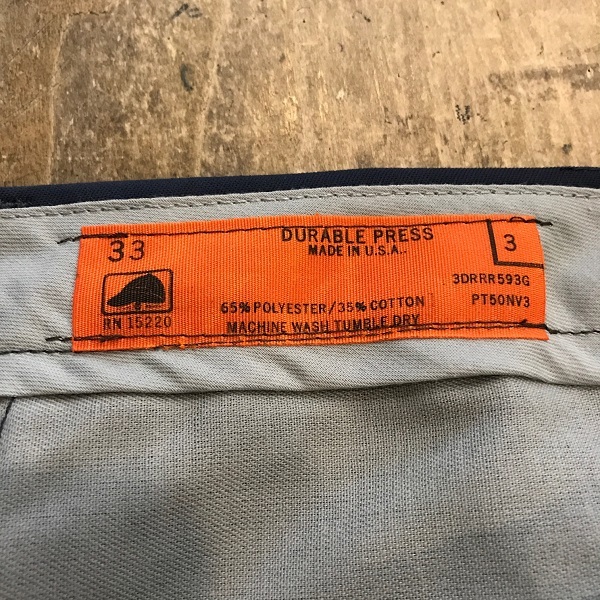 33
DURABLE PRESS
MADE IN U.S.A..
3
3DRRR593G
65% POLYESTER/35% COTTON
PT50NV3
RN 15220
MACHINE WASH TUMBLE DRY